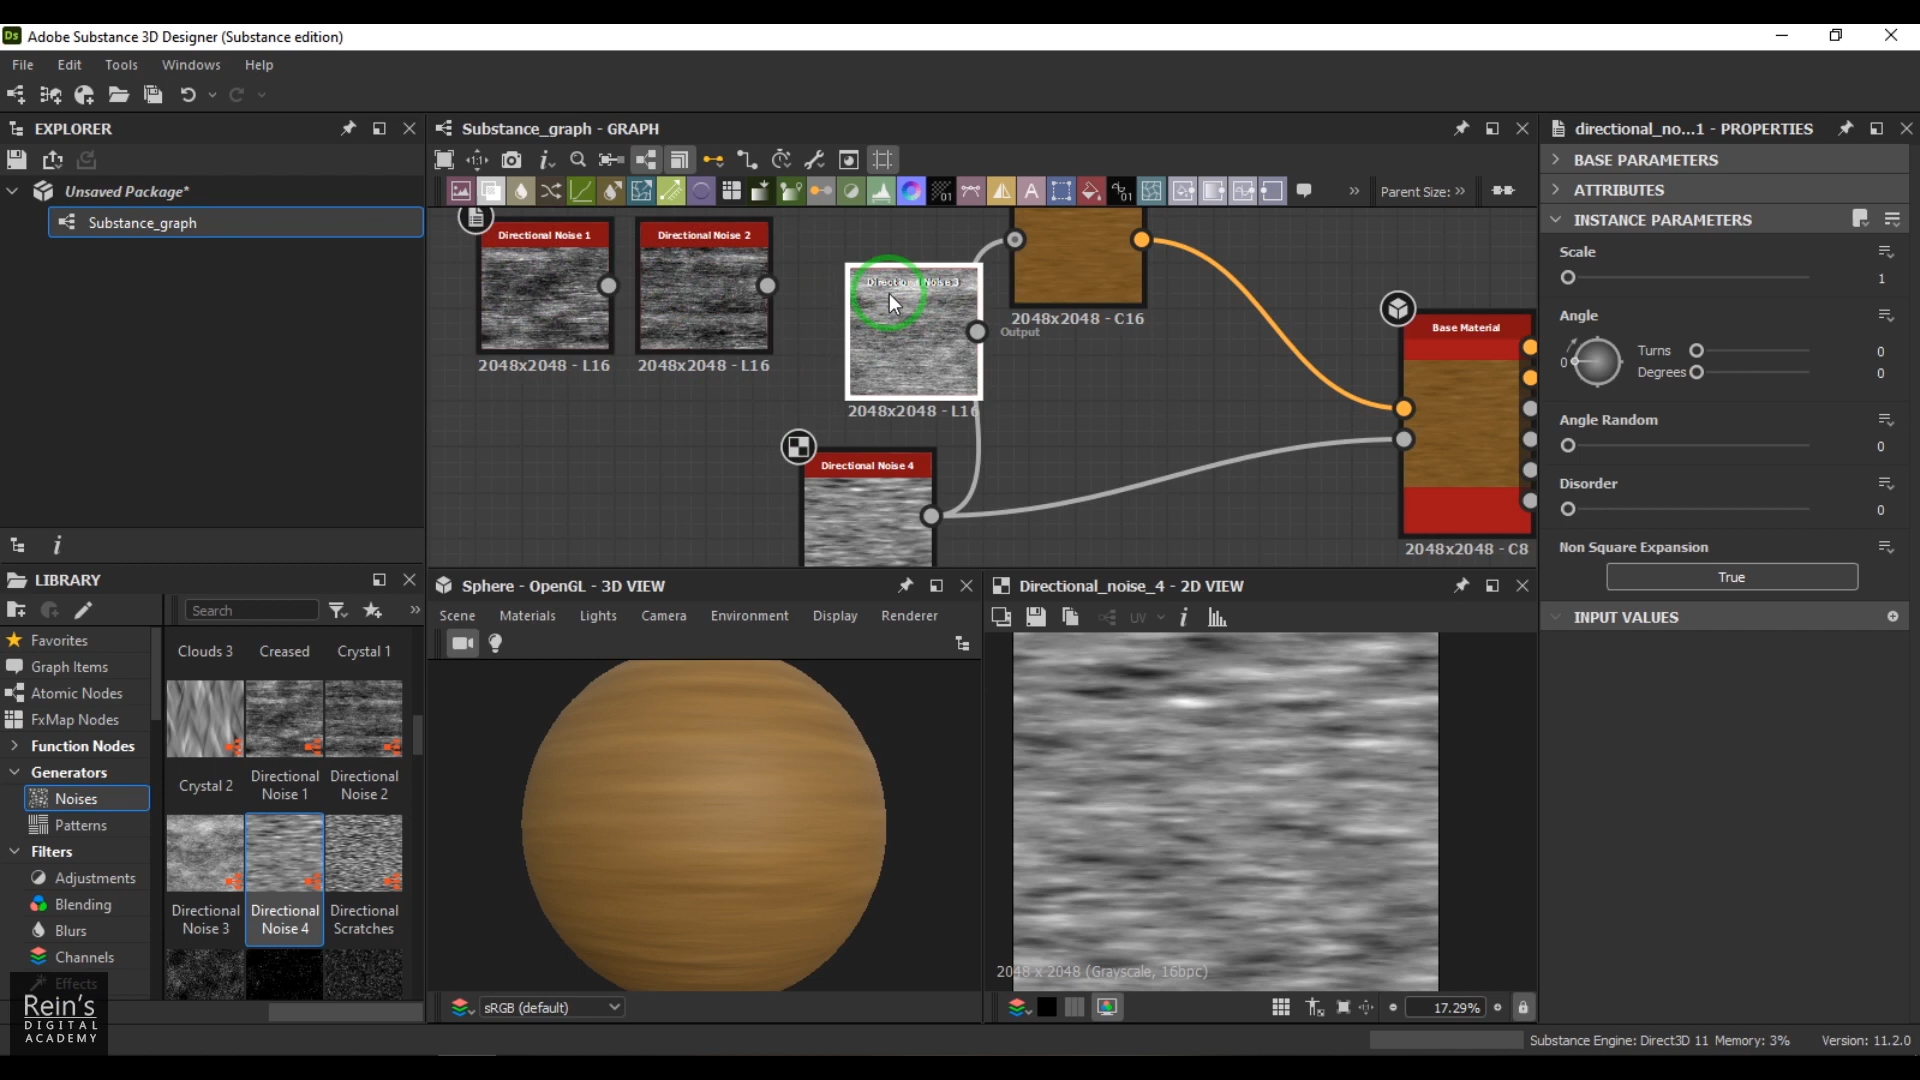 Ds Adobe Substance 3D Designer (Substance edition)
File Edit Tools Windows Help
EXPLORER
Unsaved Package*
Substance_graph
LIBRARY
Search
Favorites
Graph Items
Atomic Nodes
FxMap Nodes
Function Nodes
Generators
Noises
Patterns
Filters
Adjustments
Blending
Blurs
Channels
Effects
Clouds 3 Creased Crystal 1
Crystal 2
Directional Noise 1
Directional Noise 2
Directional Noise 3
Directional Noise 4
Directional Scratches
Rein's
DIGITAL
ACADEMY
Substance_graph - GRAPH
Parent Size:
Directional Noise 1
2048x2048 - L16
Directional Noise 2
2048x2048 - L16
Directional Noise 3
Output
2048x2048 - L16
2048x2048 - C16
Directional Noise 4
Base Material
2048x2048 - C8
Sphere - OpenGL - 3D VIEW
Scene Materials Lights Camera Environment Display Renderer
sRGB (default)
Directional_noise_4 - 2D VIEW
UV
2048 x 2048 (Grayscale, 16bpc)
17.29%
directional_no...1 - PROPERTIES
BASE PARAMETERS
ATTRIBUTES
INSTANCE PARAMETERS
Scale
1
Angle
0
Turns 0
Degrees 0
Angle Random
0
Disorder
0
Non Square Expansion
True
INPUT VALUES
Substance Engine: Direct3D 11 Memory: 3% Version: 11.2.0